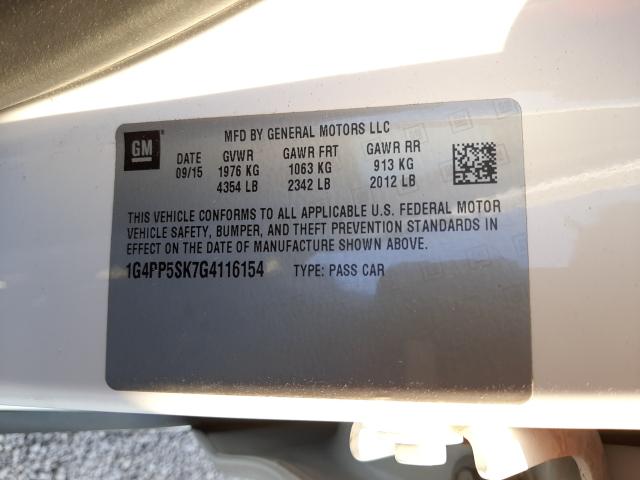 MFD BY GENERAL MOTORS LLC
GM
DATE GVWR GAWR FRT GAWR RR
09/15 1976 KG 1063 KG 913 KG
4354 LB 2342 LB 2012 LB
THIS VEHICLE CONFORMS TO ALL APPLICABLE U.S. FEDERAL MOTOR
VEHICLE SAFETY, BUMPER, AND THEFT PREVENTION STANDARDS IN
EFFECT ON THE DATE OF MANUFACTURE SHOWN ABOVE.
1G4PP5SK7G4116154 TYPE: PASS CAR